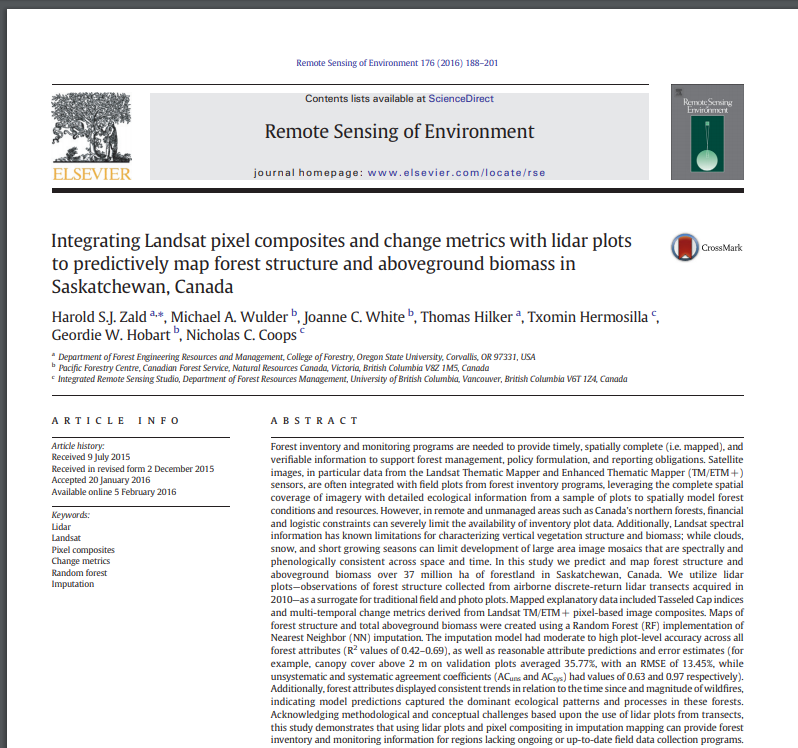 Remote Sensing of Environment 176 (2016) 188–201
Contents lists available at ScienceDirect
Remote Sensing of Environment
journal homepage: www.elsevier.com/locate/rse
ELSEVIER
Remote Sensing
Environment
Integrating Landsat pixel composites and change metrics with lidar plots
to predictively map forest structure and aboveground biomass in
Saskatchewan, Canada
CrossMark
Harold S.J. Zald a,*, Michael A. Wulder b, Joanne C. White b, Thomas Hilker a, Txomin Hermosilla c,
Geordie W. Hobart b, Nicholas C. Coops c
a Department of Forest Engineering Resources and Management, College of Forestry, Oregon State University, Corvallis, OR 97331, USA
b Pacific Forestry Centre, Canadian Forest Service, Natural Resources Canada, Victoria, British Columbia V8Z 1M5, Canada
c Integrated Remote Sensing Studio, Department of Forest Resources Management, University of British Columbia, Vancouver, British Columbia V6T 1Z4, Canada
ARTICLE INFO
Article history:
Received 9 July 2015
Received in revised form 2 December 2015
Accepted 20 January 2016
Available online 5 February 2016
Keywords:
Lidar
Landsat
Pixel composites
Change metrics
Random forest
Imputation
ABSTRACT
Forest inventory and monitoring programs are needed to provide timely, spatially complete (i.e. mapped), and
verifiable information to support forest management, policy formulation, and reporting obligations. Satellite
images, in particular data from the Landsat Thematic Mapper and Enhanced Thematic Mapper (TM/ETM+)
sensors, are often integrated with field plots from forest inventory programs, leveraging the complete spatial
coverage of imagery with detailed ecological information from a sample of plots to spatially model forest
conditions and resources. However, in remote and unmanaged areas such as Canada's northern forests, financial
and logistic constraints can severely limit the availability of inventory plot data. Additionally, Landsat spectral
information has known limitations for characterizing vertical vegetation structure and biomass; while clouds,
snow, and short growing seasons can limit development of large area image mosaics that are spectrally and
phenologically consistent across space and time. In this study we predict and map forest structure and
aboveground biomass over 37 million ha of forestland in Saskatchewan, Canada. We utilize lidar
plots—observations of forest structure collected from airborne discrete-return lidar transects acquired in
2010—as a surrogate for traditional field and photo plots. Mapped explanatory data included Tasseled Cap indices
and multi-temporal change metrics derived from Landsat TM/ETM+ pixel-based image composites. Maps of
forest structure and total aboveground biomass were created using a Random Forest (RF) implementation of
Nearest Neighbor (NN) imputation. The imputation model had moderate to high plot-level accuracy across all
forest attributes (R2 values of 0.42–0.69), as well as reasonable attribute predictions and error estimates (for
example, canopy cover above 2 m on validation plots averaged 35.77%, with an RMSE of 13.45%, while
unsystematic and systematic agreement coefficients (ACuns and ACsys) had values of 0.63 and 0.97 respectively).
Additionally, forest attributes displayed consistent trends in relation to the time since and magnitude of wildfires,
indicating model predictions captured the dominant ecological patterns and processes in these forests.
Acknowledging methodological and conceptual challenges based upon the use of lidar plots from transects,
this study demonstrates that using lidar plots and pixel compositing in imputation mapping can provide forest
inventory and monitoring information for regions lacking ongoing or up-to-date field data collection programs.